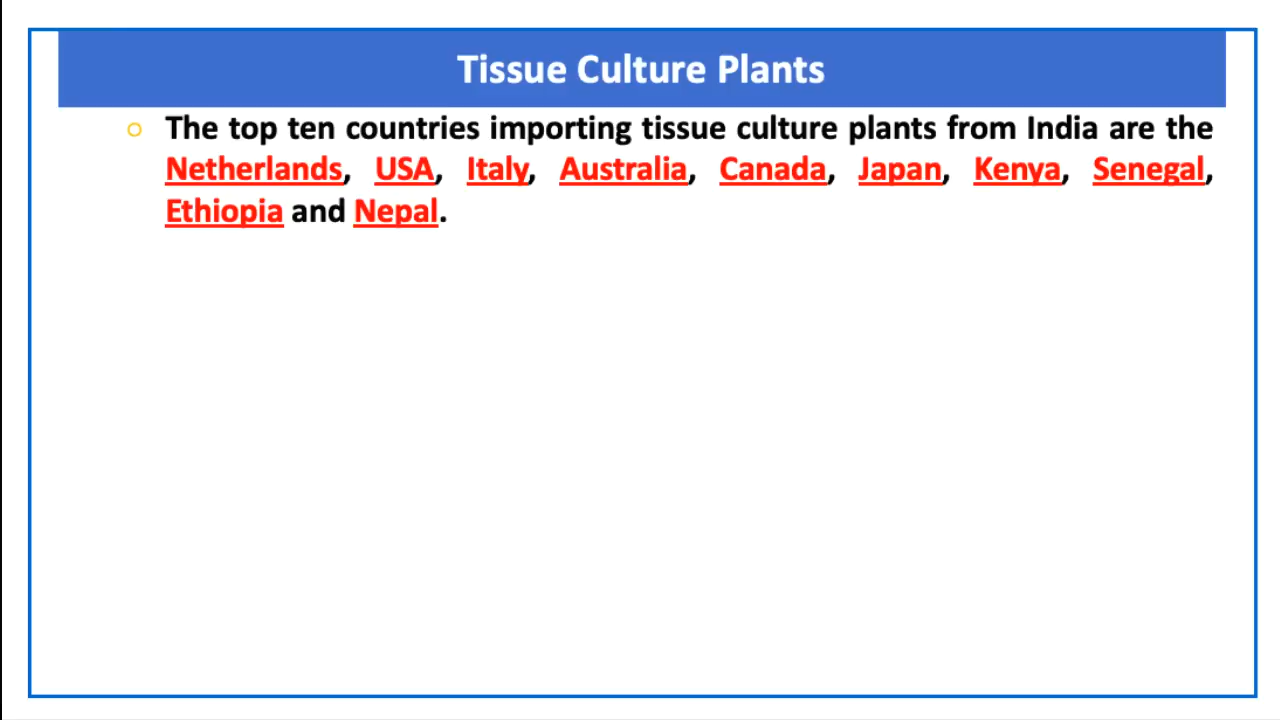 Tissue Culture Plants
The top ten countries importing tissue culture plants from India are the
Netherlands, USA, Italy, Australia, Canada, Japan, Kenya, Senegal,
Ethiopia and Nepal.